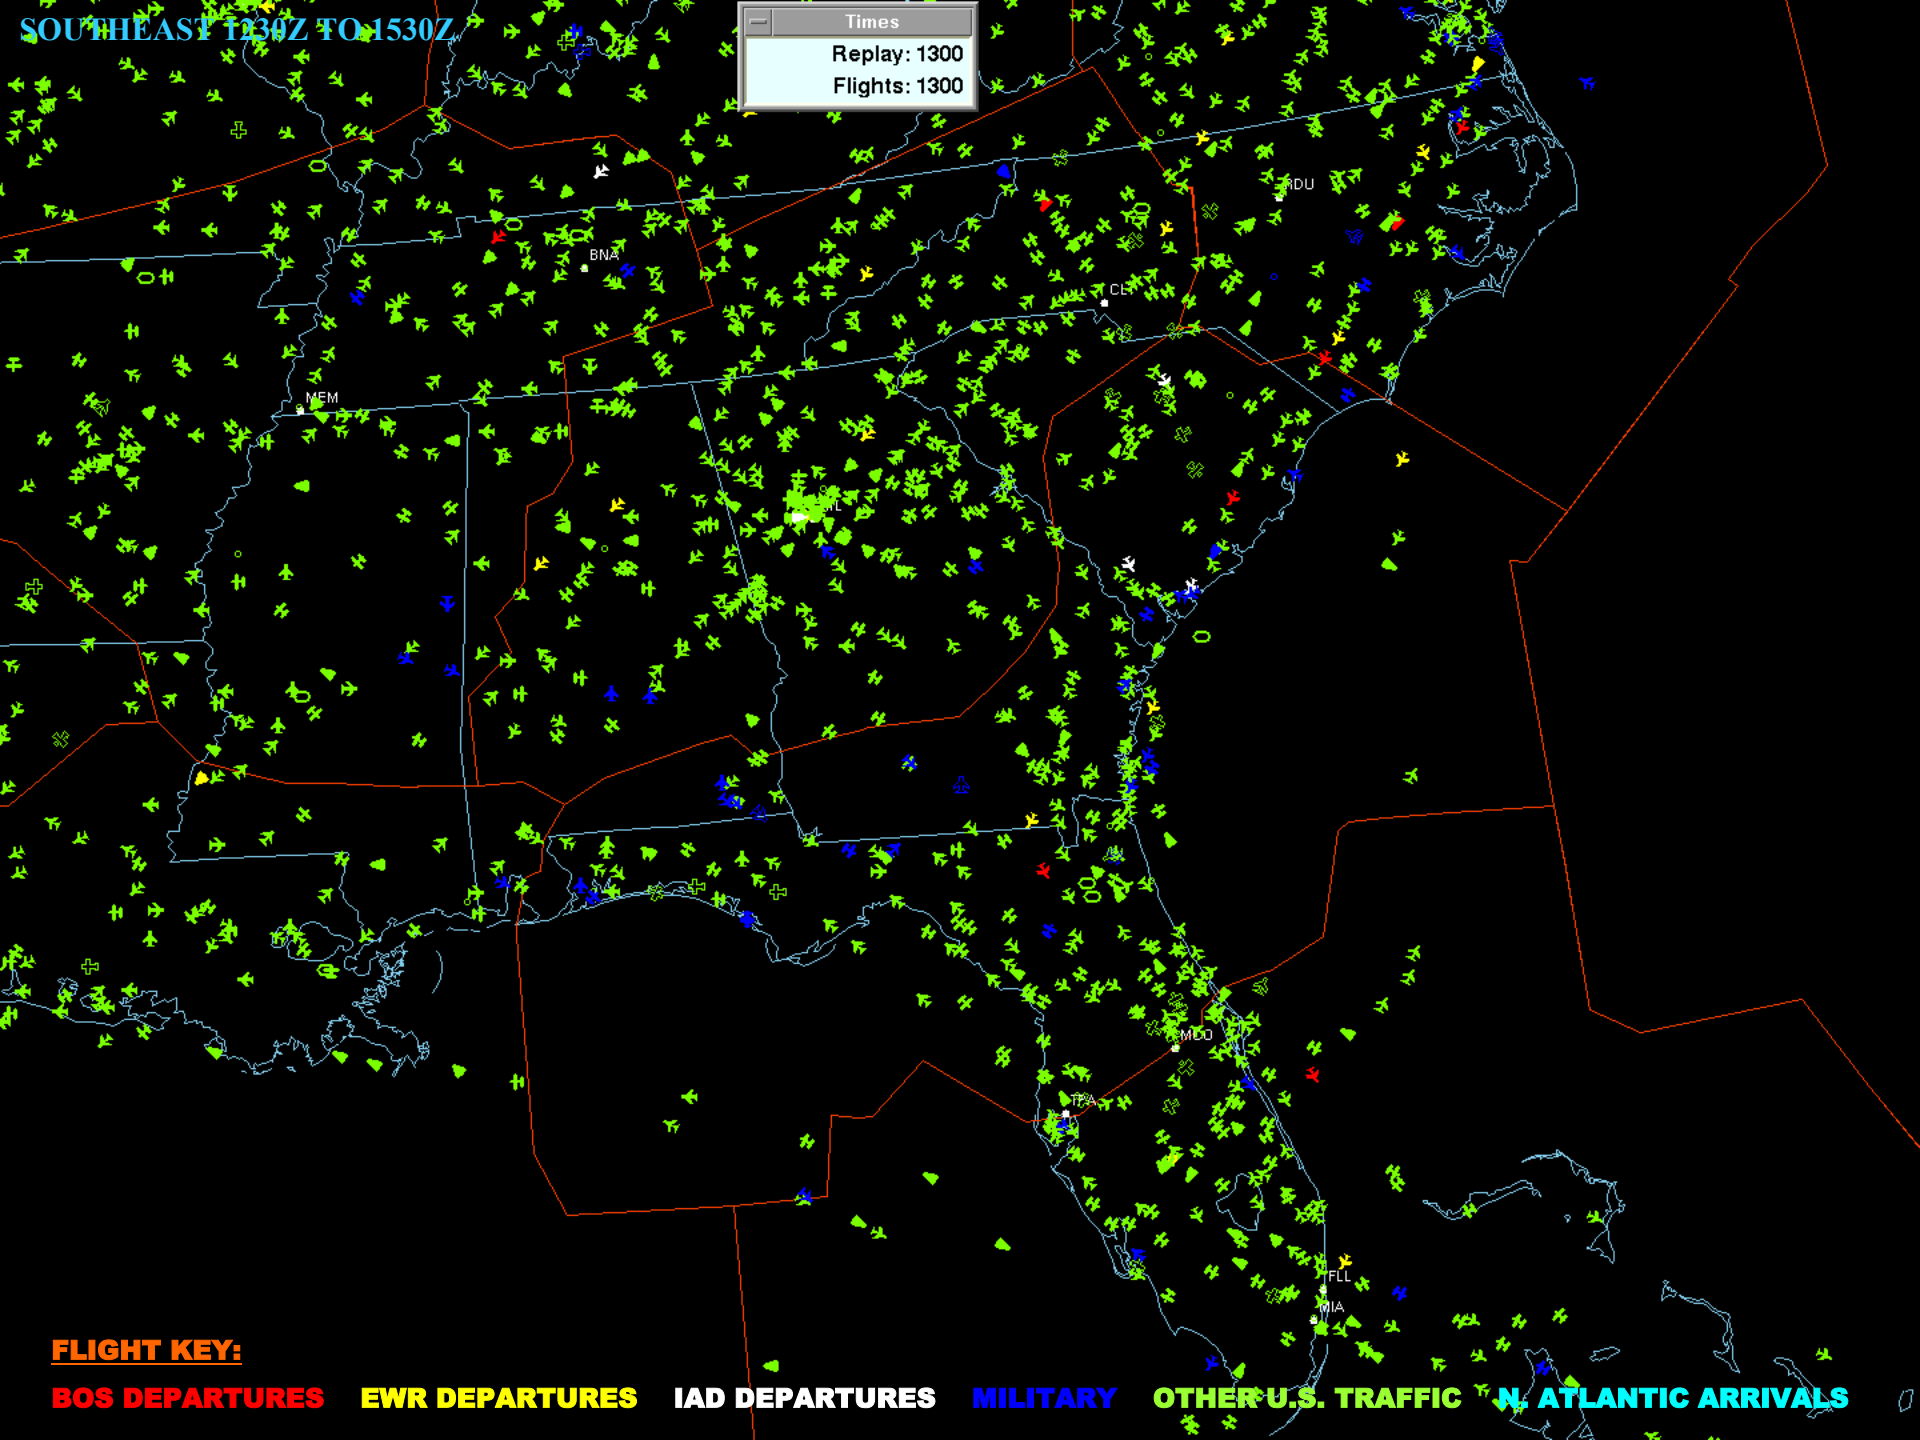 SOUTHEAST 1230Z TO 1530Z
Times
Replay: 1300
Flights: 1300
RDU
BNA
MEM
MCO
TPA
FLL
MIA
FLIGHT KEY:
BOS DEPARTURES EWR DEPARTURES IAD DEPARTURES MILITARY OTHER U.S. TRAFFIC N. ATLANTIC ARRIVALS